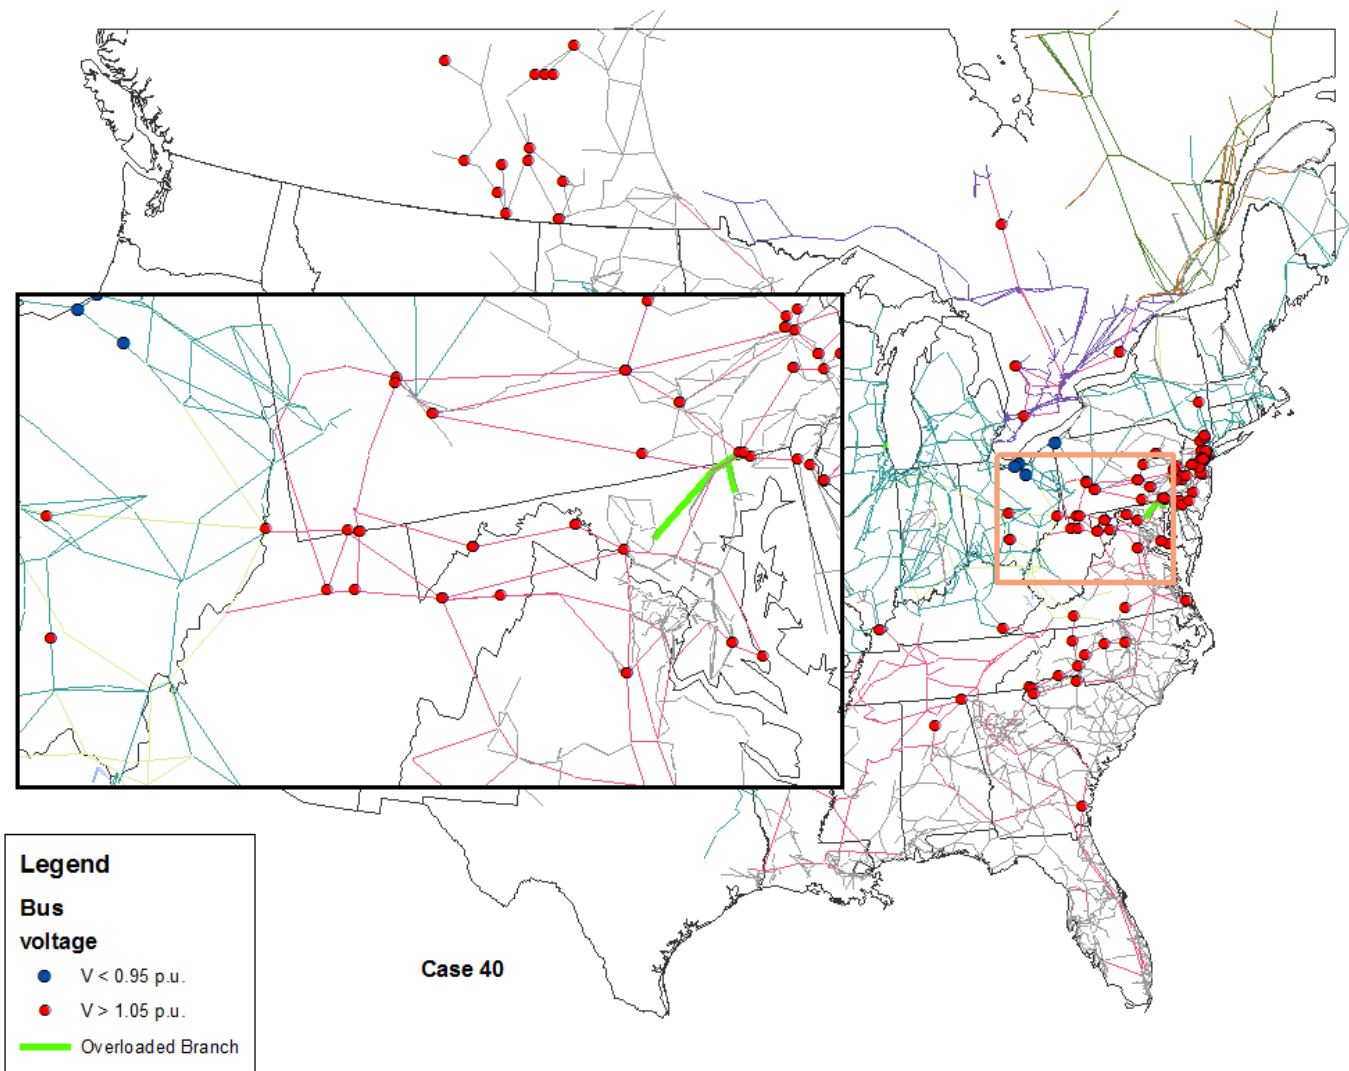 Legend
Bus
voltage
V < 0.95 p.u.
V > 1.05 p.u.
Overloaded Branch
Case 40